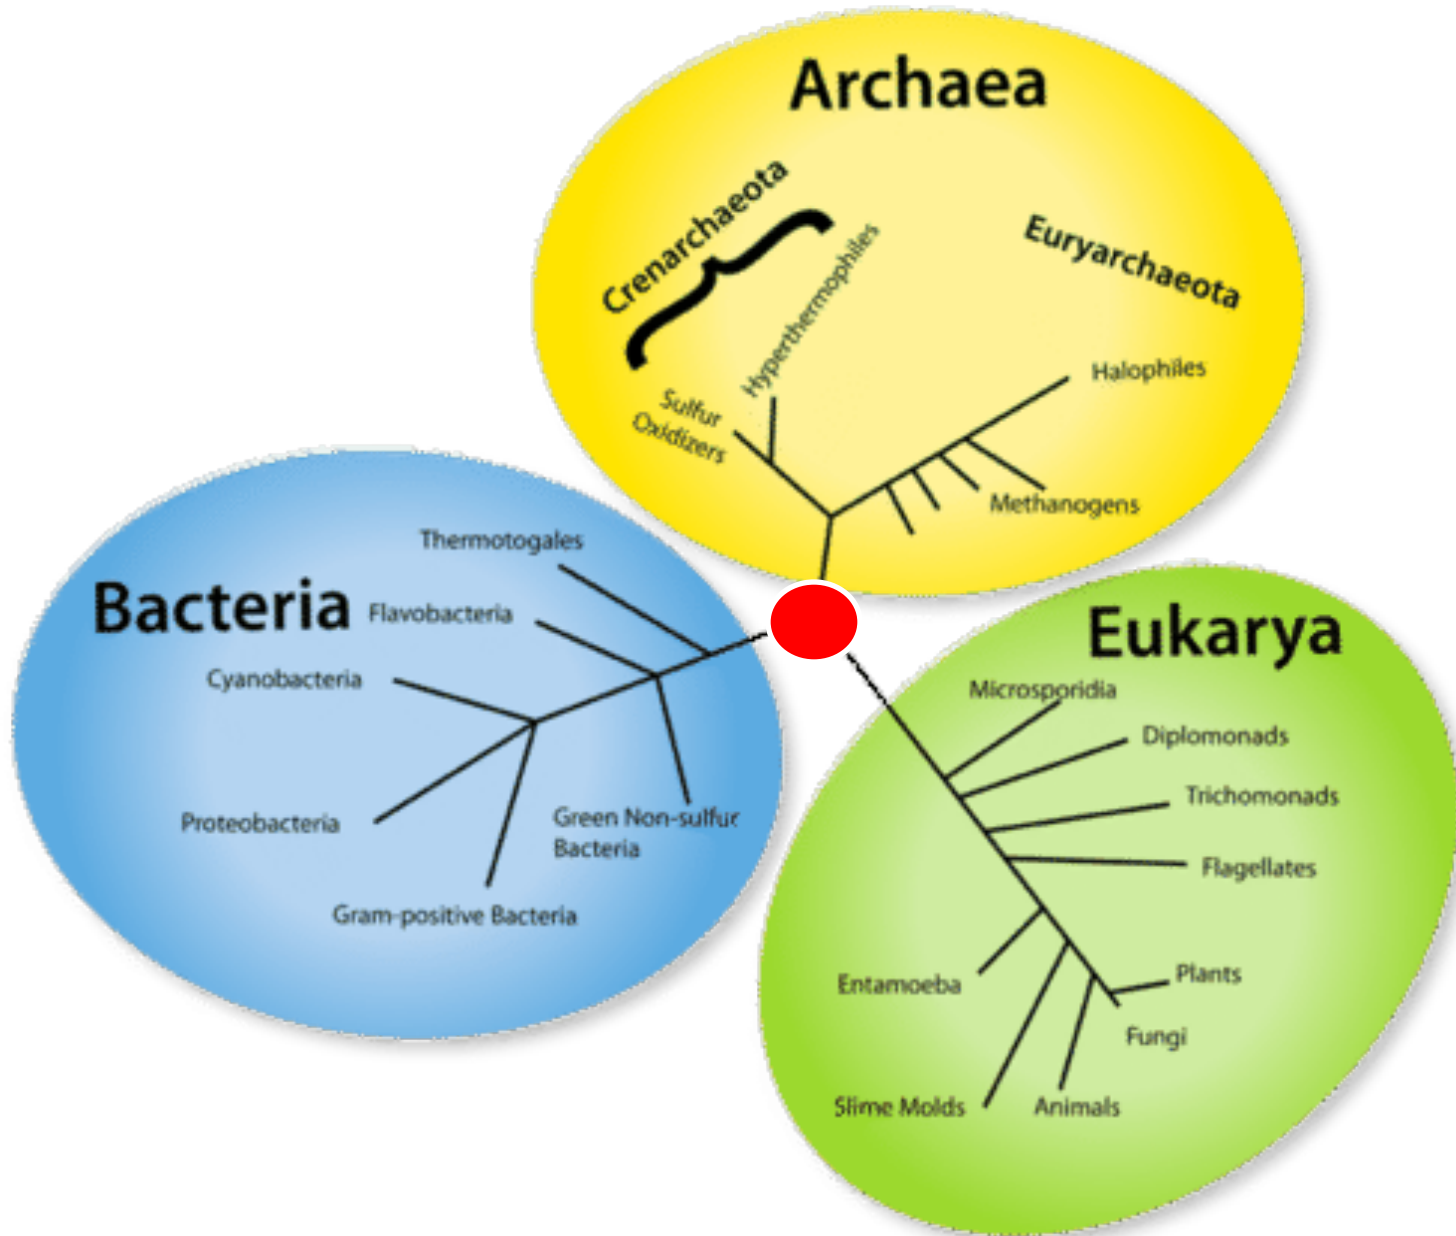 Archaea
Crenarchaeota
Hyperthermophiles
Euryarchaeota
Sulfur
Oxidizers
Halophiles
Methanogens
Bacteria
Thermotogales
Flavobacteria
Cyanobacteria
Proteobacteria
Green Non-sulfur
Bacteria
Gram-positive Bacteria
Eukarya
Microsporidia
Diplomonads
Trichomonads
Flagellates
Entamoeba
Plants
Fungi
Slime Molds
Animals